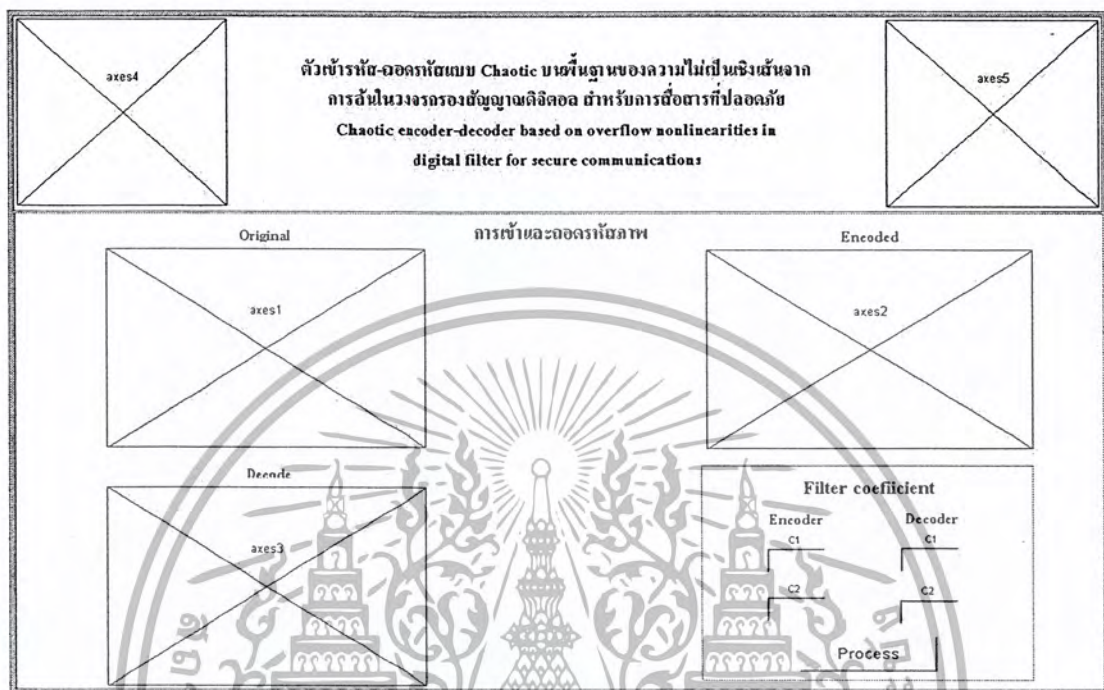 axes4
ตัวเข้ารหัส-ถอดรหัสแบบ Chaotic บนพื้นฐานของความไม่เป็นเชิงเส้นจาก
การล้นในวงจรกรองสัญญาณดิจิตอล สำหรับการสื่อสารที่ปลอดภัย
Chaotic encoder-decoder based on overflow nonlinearities in
digital filter for secure communications
axes5
การเข้าและถอดรหัสภาพ
Original
Encoded
axes1
axes2
Decode
axes3
Filter coefiicient
Encoder
Decoder
C1
C1
C2
C2
Process